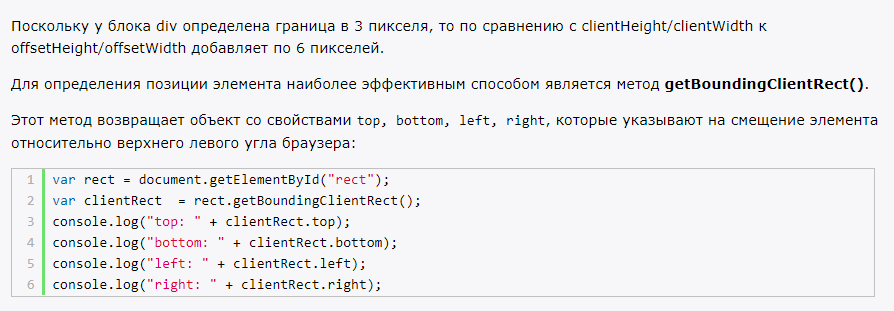 Поскольку у блока div определена граница в 3 пикселя, то по сравнению с clientHeight/clientWidth к
offsetHeight/offsetWidth добавляет по 6 пикселей.
Для определения позиции элемента наиболее эффективным способом является метод getBoundingClientRect().
Этот метод возвращает объект со свойствами top, bottom, left, right, которые указывают на смещение элемента
относительно верхнего левого угла браузера:
1 var rect = document.getElementById("rect");
2 var clientRect  = rect.getBoundingClientRect();
3 console.log("top: " + clientRect.top);
4 console.log("bottom: " + clientRect.bottom);
5 console.log("left: " + clientRect.left);
6 console.log("right: " + clientRect.right);